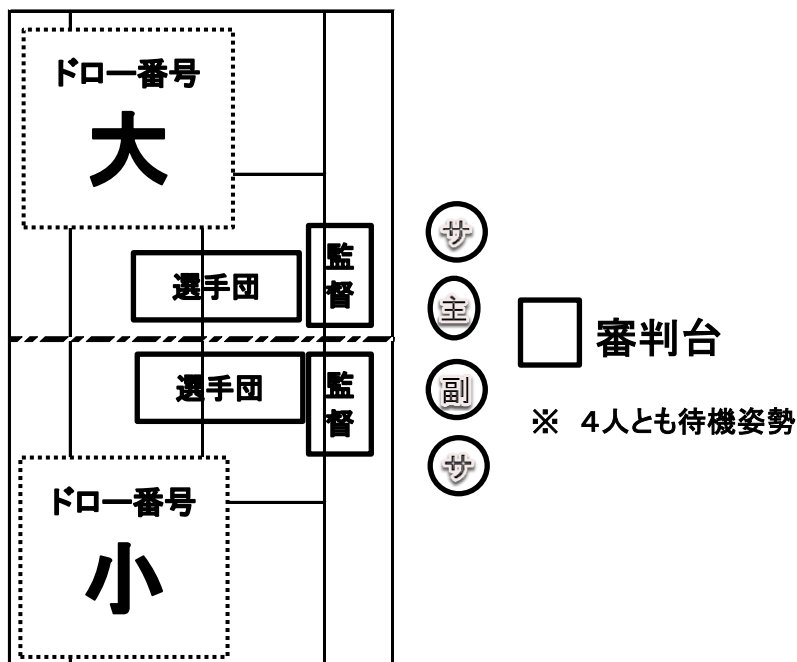 ドロー番号
大
選手団
監督
選手団
監督
ドロー番号
小
サ
主
副
サ
審判台
※ 4人とも待機姿勢